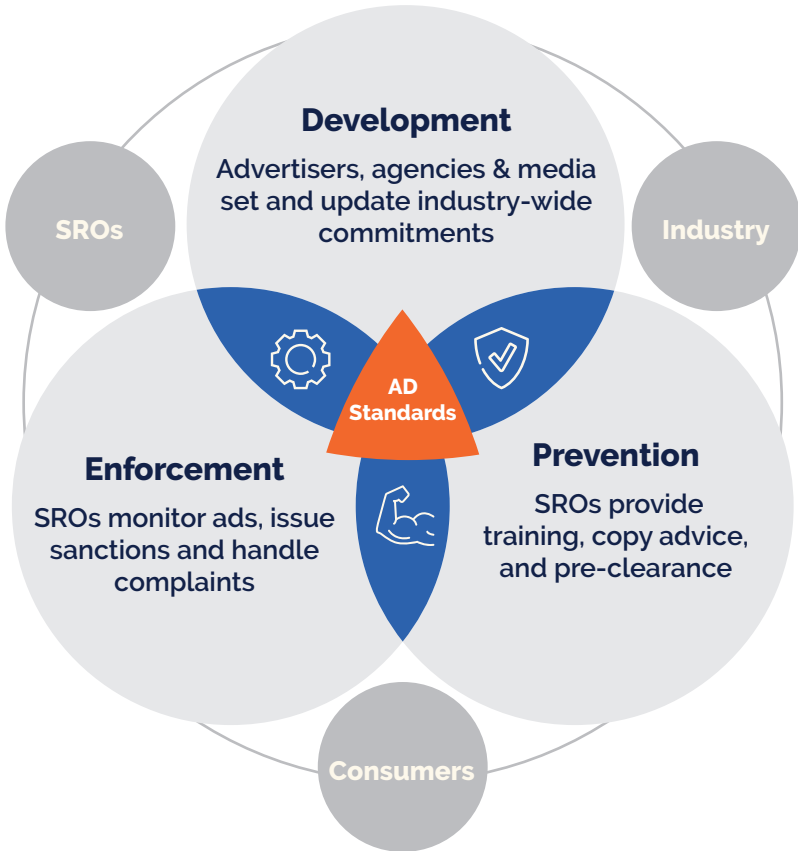 Development
Advertisers, agencies & media
set and update industry-wide
commitments
SROs
Industry
AD
Standards
Enforcement
SROs monitor ads, issue
sanctions and handle
complaints
Prevention
SROs provide
training, copy advice,
and pre-clearance
Consumers